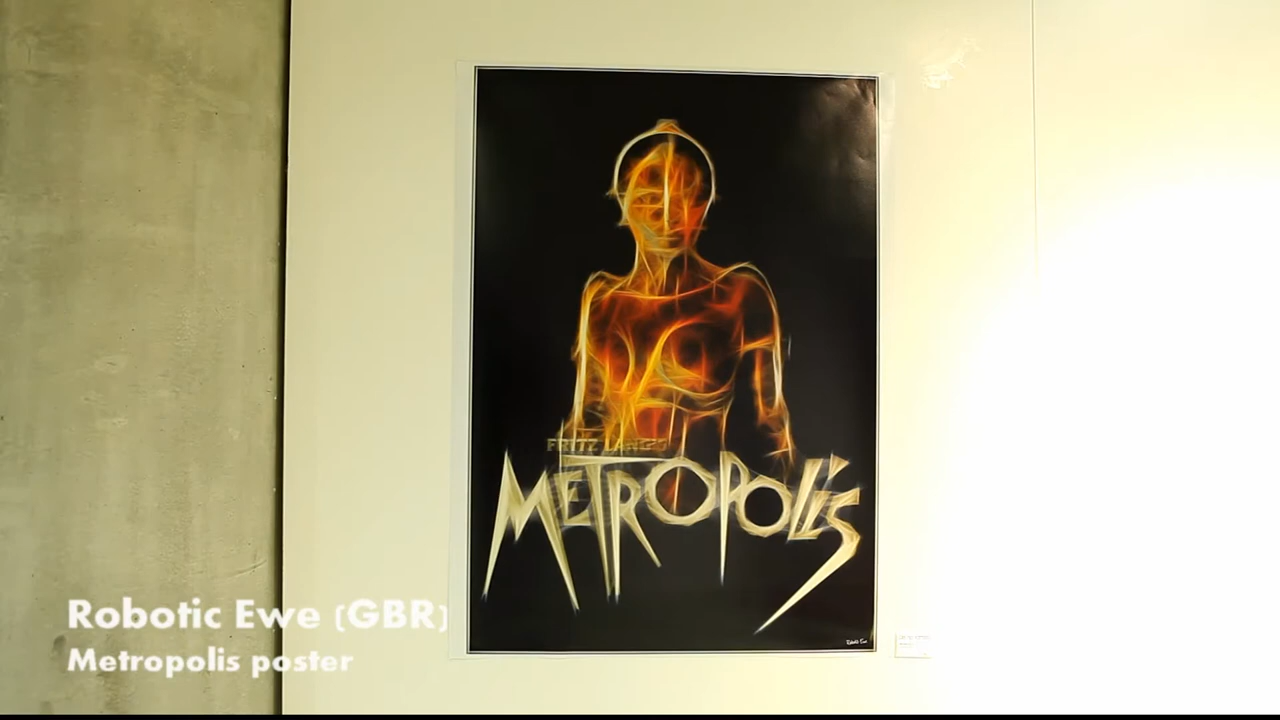 FRITZ LANG'S
METROPOLIS
Robotic Ewe (GBR)
Metropolis poster